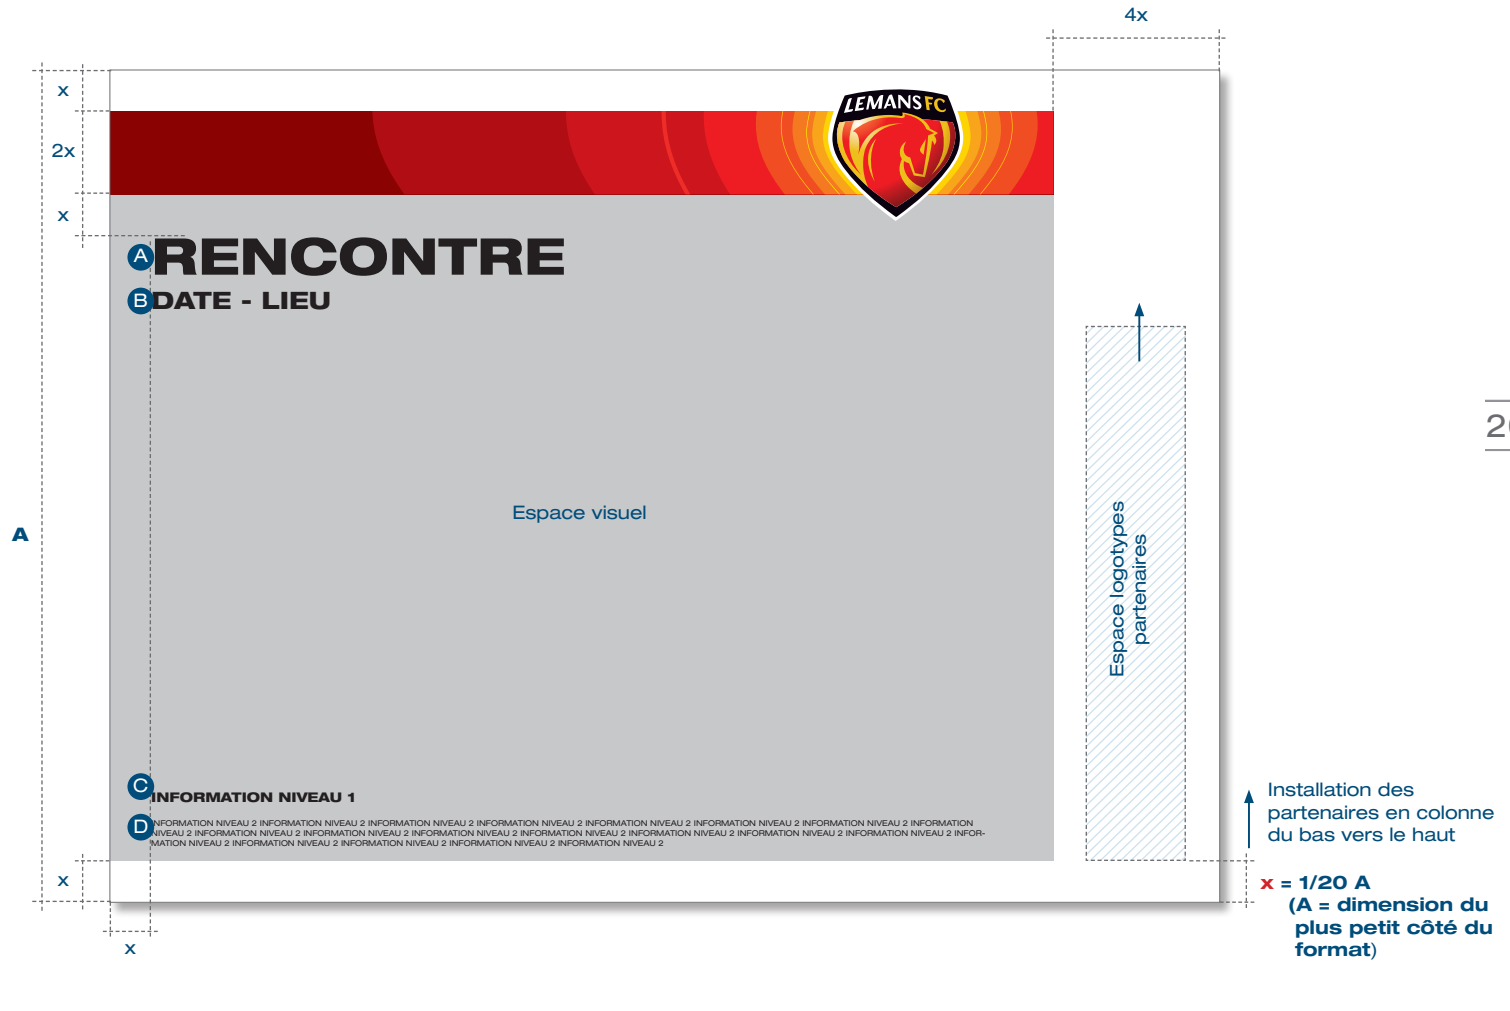 4x
x
LEMANS FC
2x
x
A RENCONTRE
B DATE - LIEU
Espace visuel
A
Espace logotypes
partenaires
C INFORMATION NIVEAU 1
D INFORMATION NIVEAU 2 INFORMATION NIVEAU 2 INFORMATION NIVEAU 2 INFORMATION NIVEAU 2 INFORMATION NIVEAU 2 INFORMATION NIVEAU 2 INFORMATION NIVEAU 2 INFORMATION
NIVEAU 2 INFORMATION NIVEAU 2 INFORMATION NIVEAU 2 INFORMATION NIVEAU 2 INFORMATION NIVEAU 2 INFORMATION NIVEAU 2 INFORMATION NIVEAU 2 INFORMATION NIVEAU 2 INFOR-
MATION NIVEAU 2 INFORMATION NIVEAU 2 INFORMATION NIVEAU 2 INFORMATION NIVEAU 2 INFORMATION NIVEAU 2
Installation des
partenaires en colonne
du bas vers le haut
x
x = 1/20 A
(A = dimension du
plus petit côté du
format)
x